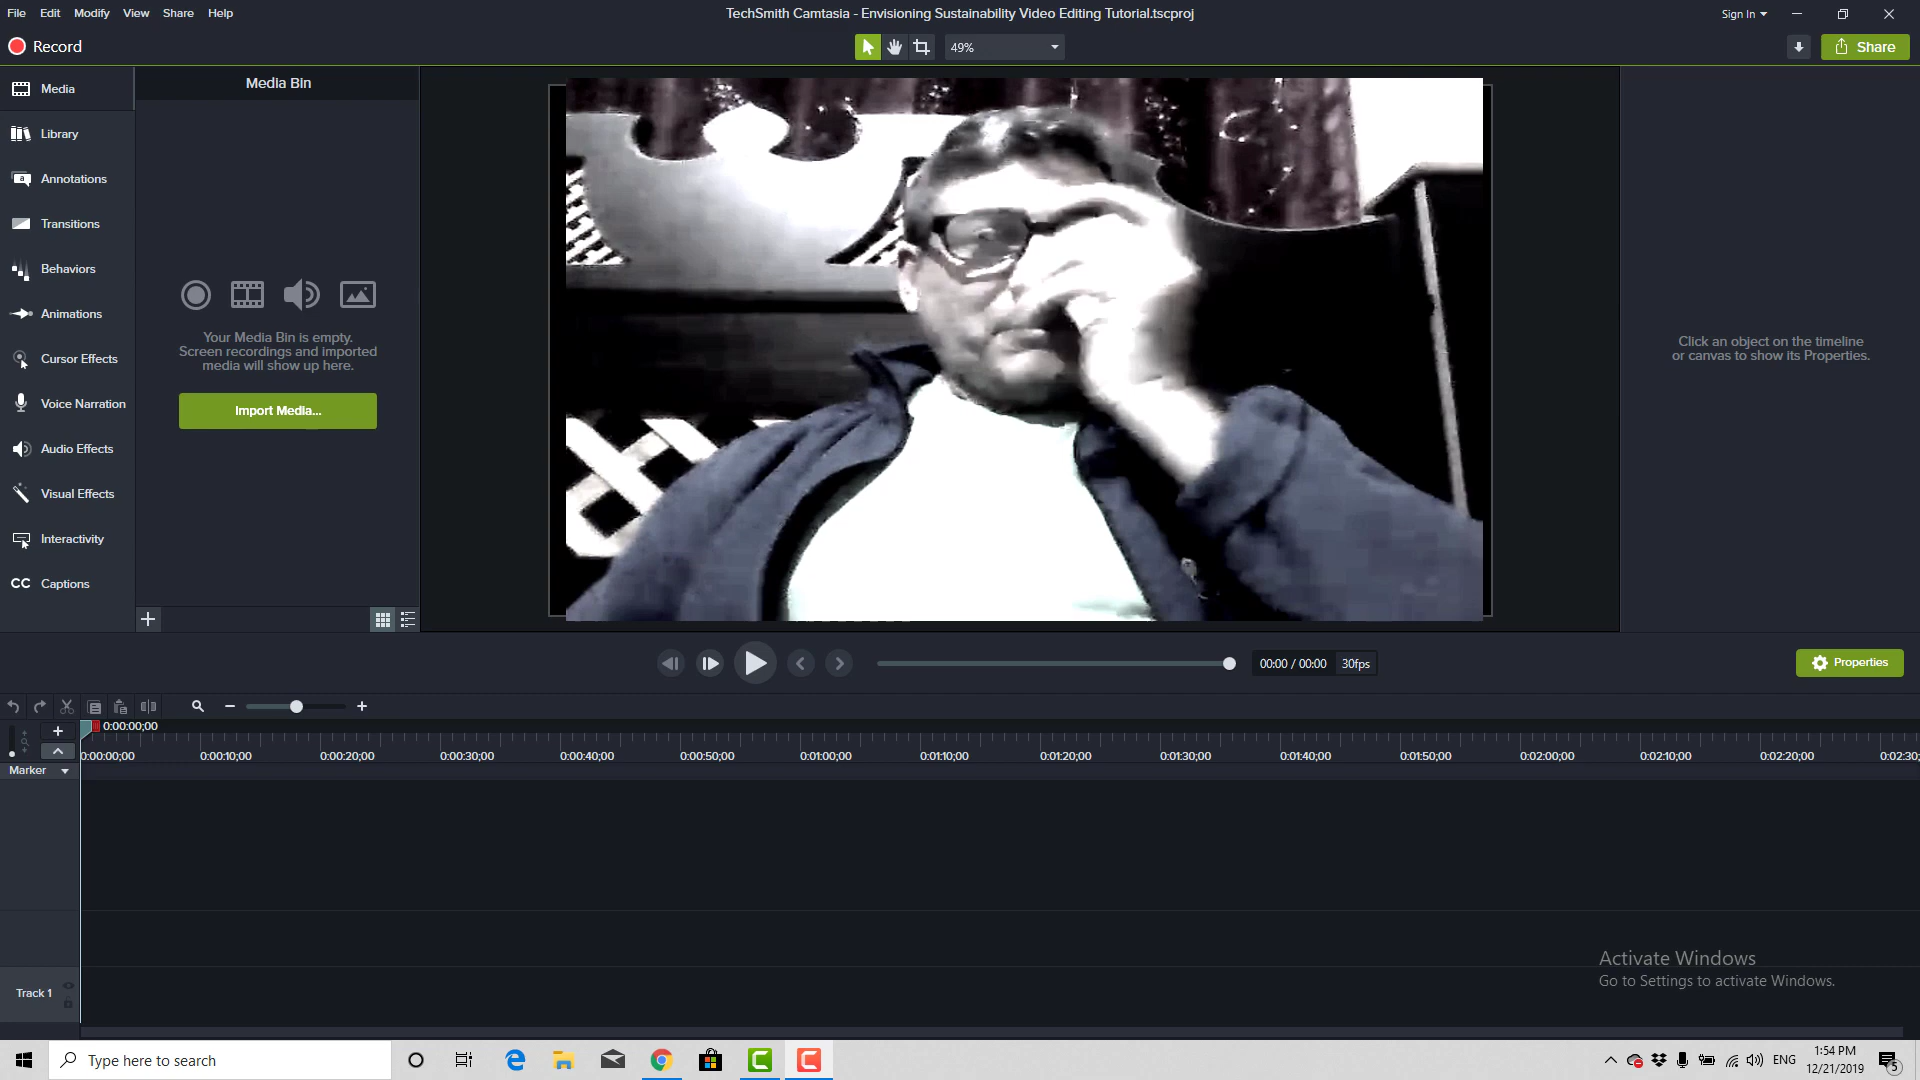 File Edit Modify View Share Help
TechSmith Camtasia - Envisioning Sustainability Video Editing Tutorial.tscproj
Sign In
Record
49%
Share
Media
Library
Annotations
Transitions
Behaviors
Animations
Cursor Effects
Voice Narration
Audio Effects
Visual Effects
Interactivity
CC Captions
Media Bin
Your Media Bin is empty.
Screen recordings and imported
media will show up here.
Import Media...
Click an object on the timeline
or canvas to show its Properties.
00:00 / 00:00 30fps
Properties
0:00:00;00
0:00:00;00 0:00:10;00 0:00:20;00 0:00:30;00 0:00:40;00 0:00:50;00 0:01:00;00 0:01:10;00 0:01:20;00 0:01:30;00 0:01:40;00 0:01:50;00 0:02:00;00 0:02:10;00 0:02:20;00 0:02:30;
Marker
Track 1
Activate Windows
Go to Settings to activate Windows.
Type here to search
ENG
1:54 PM
12/21/2019
5